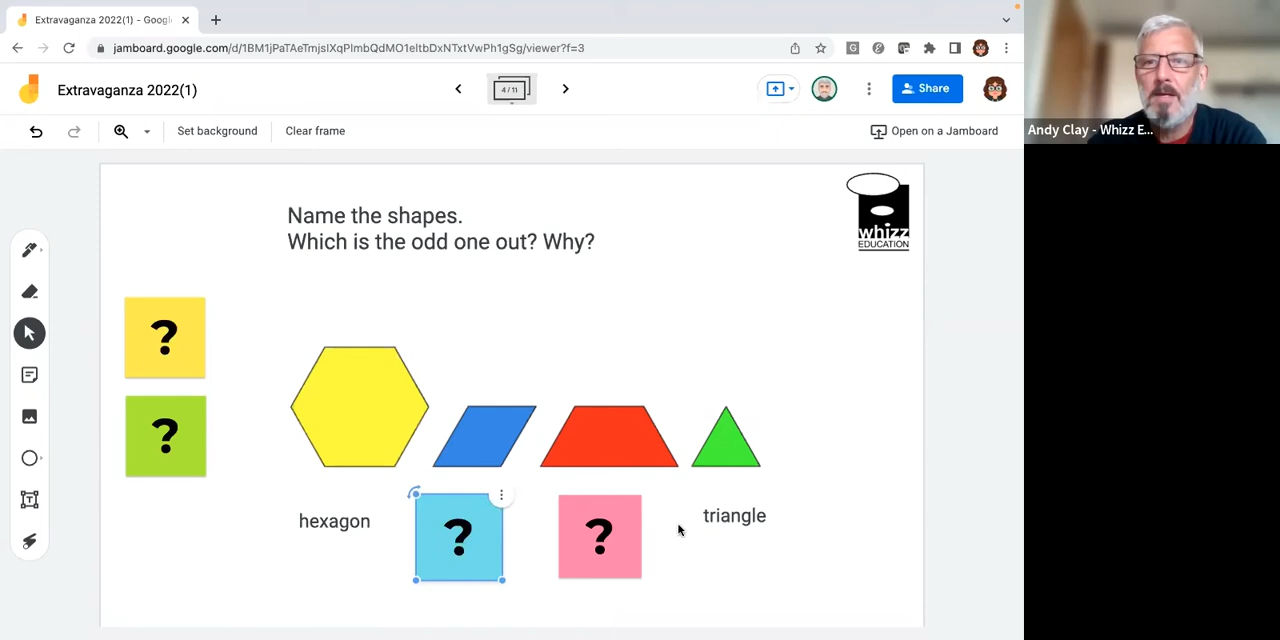 Extravaganza 2022(1) - Googl
jamboard.google.com/d/1BM1jPaTAeTmjsIXqPlmbQdMO1eItbDxNTxtVwPh1gSg/viewer?f=3
Extravaganza 2022(1)
4 / 11
Share
Set background
Clear frame
Open on a Jamboard
Andy Clay - Whizz E...
Name the shapes.
Which is the odd one out? Why?
whizz
EDUCATION
?
?
hexagon
?
?
triangle